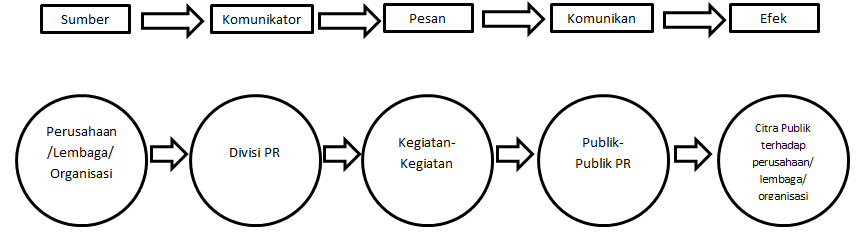 Sumber
Komunikator
Pesan
Komunikan
Efek
Perusahaan
/Lembaga/
Organisasi
Divisi PR
Kegiatan-
Kegiatan
Publik-
Publik PR
Citra Publik
terhadap
perusahaan/
lembaga/
organisasi